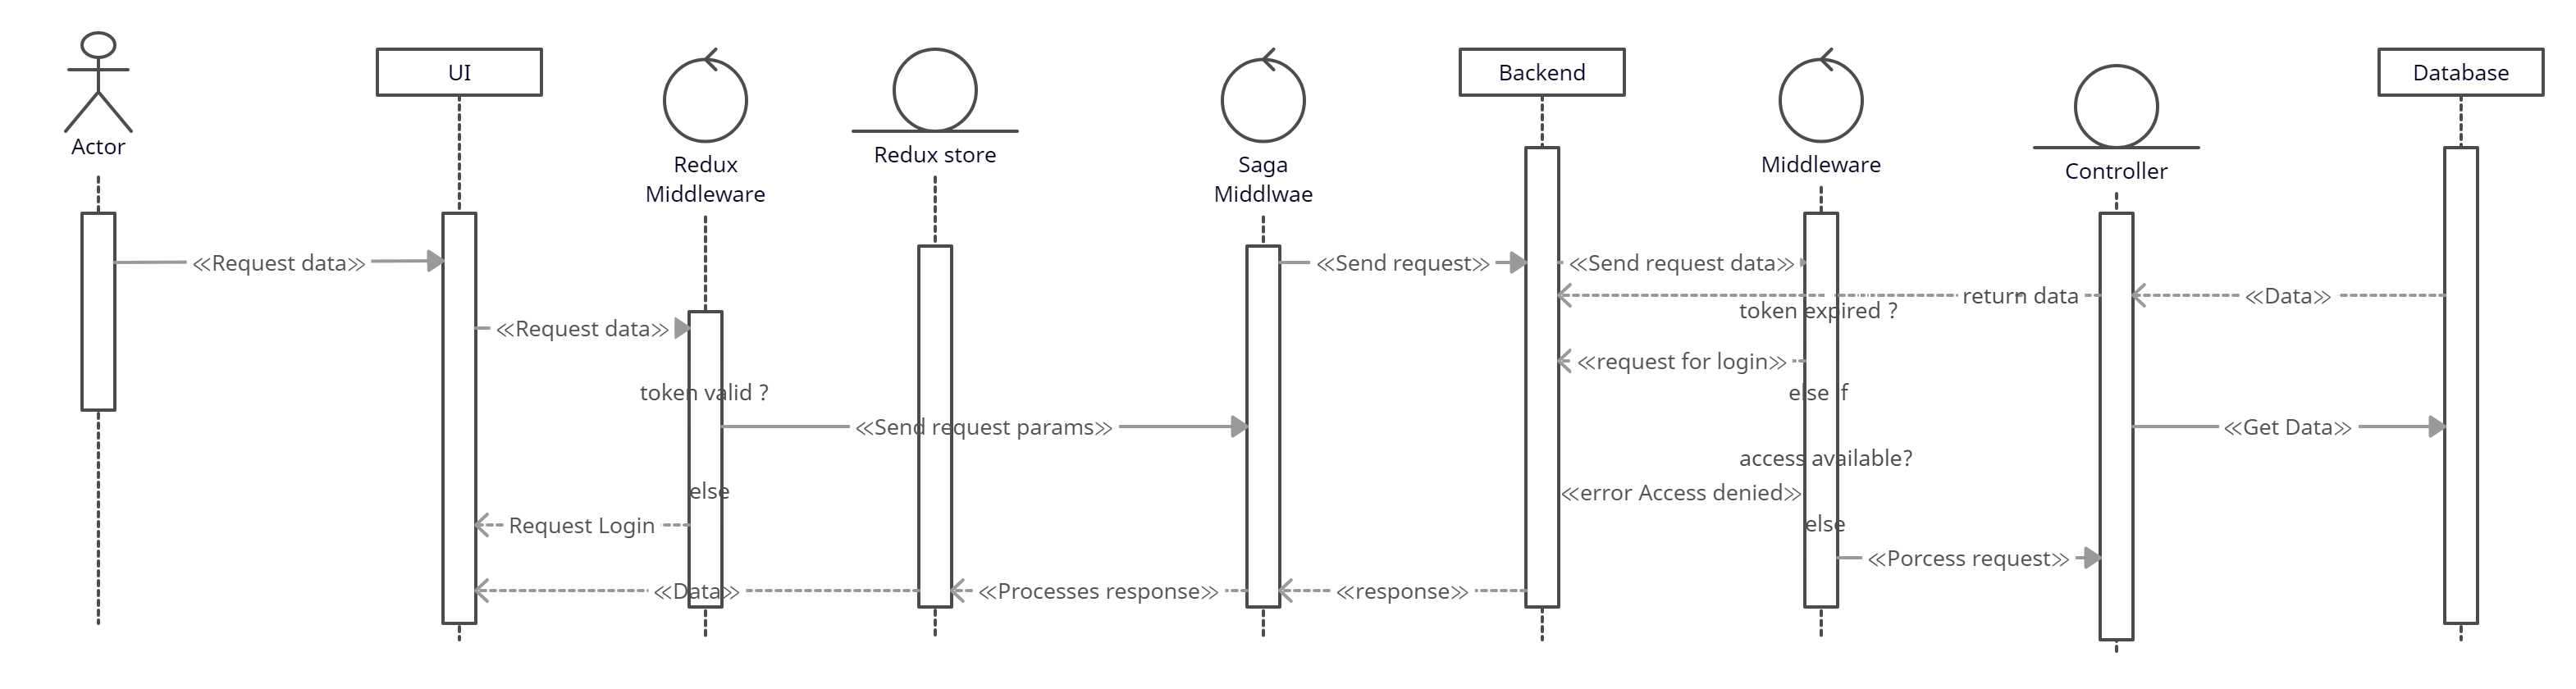 UI
Backend
Database
Actor
Redux
Middleware
Redux store
Saga
Middlwae
Middleware
Controller
<<Request data>>
<<Send request>>
<<Send request data>>
return data
<<Data>>
token expired ?
<<Request data>>
<<request for login>>
token valid ?
else if
<<Send request params>>
<<Get Data>>
access available?
else
<<error Access denied>>
Request Login
else
<<Porcess request>>
<<Data>>
<<Processes response>>
<<response>>